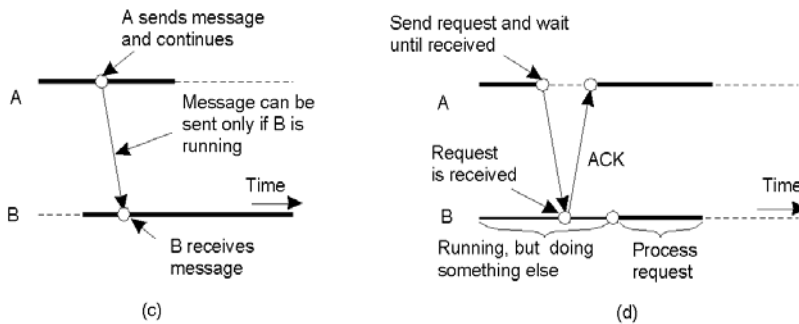 A sends message
and continues
A
Message can be
sent only if B is
running
Time
B
B receives
message
(c)
Send request and wait
until received
A
Request
is received
ACK
Time
B
Running, but doing
something else
Process
request
(d)